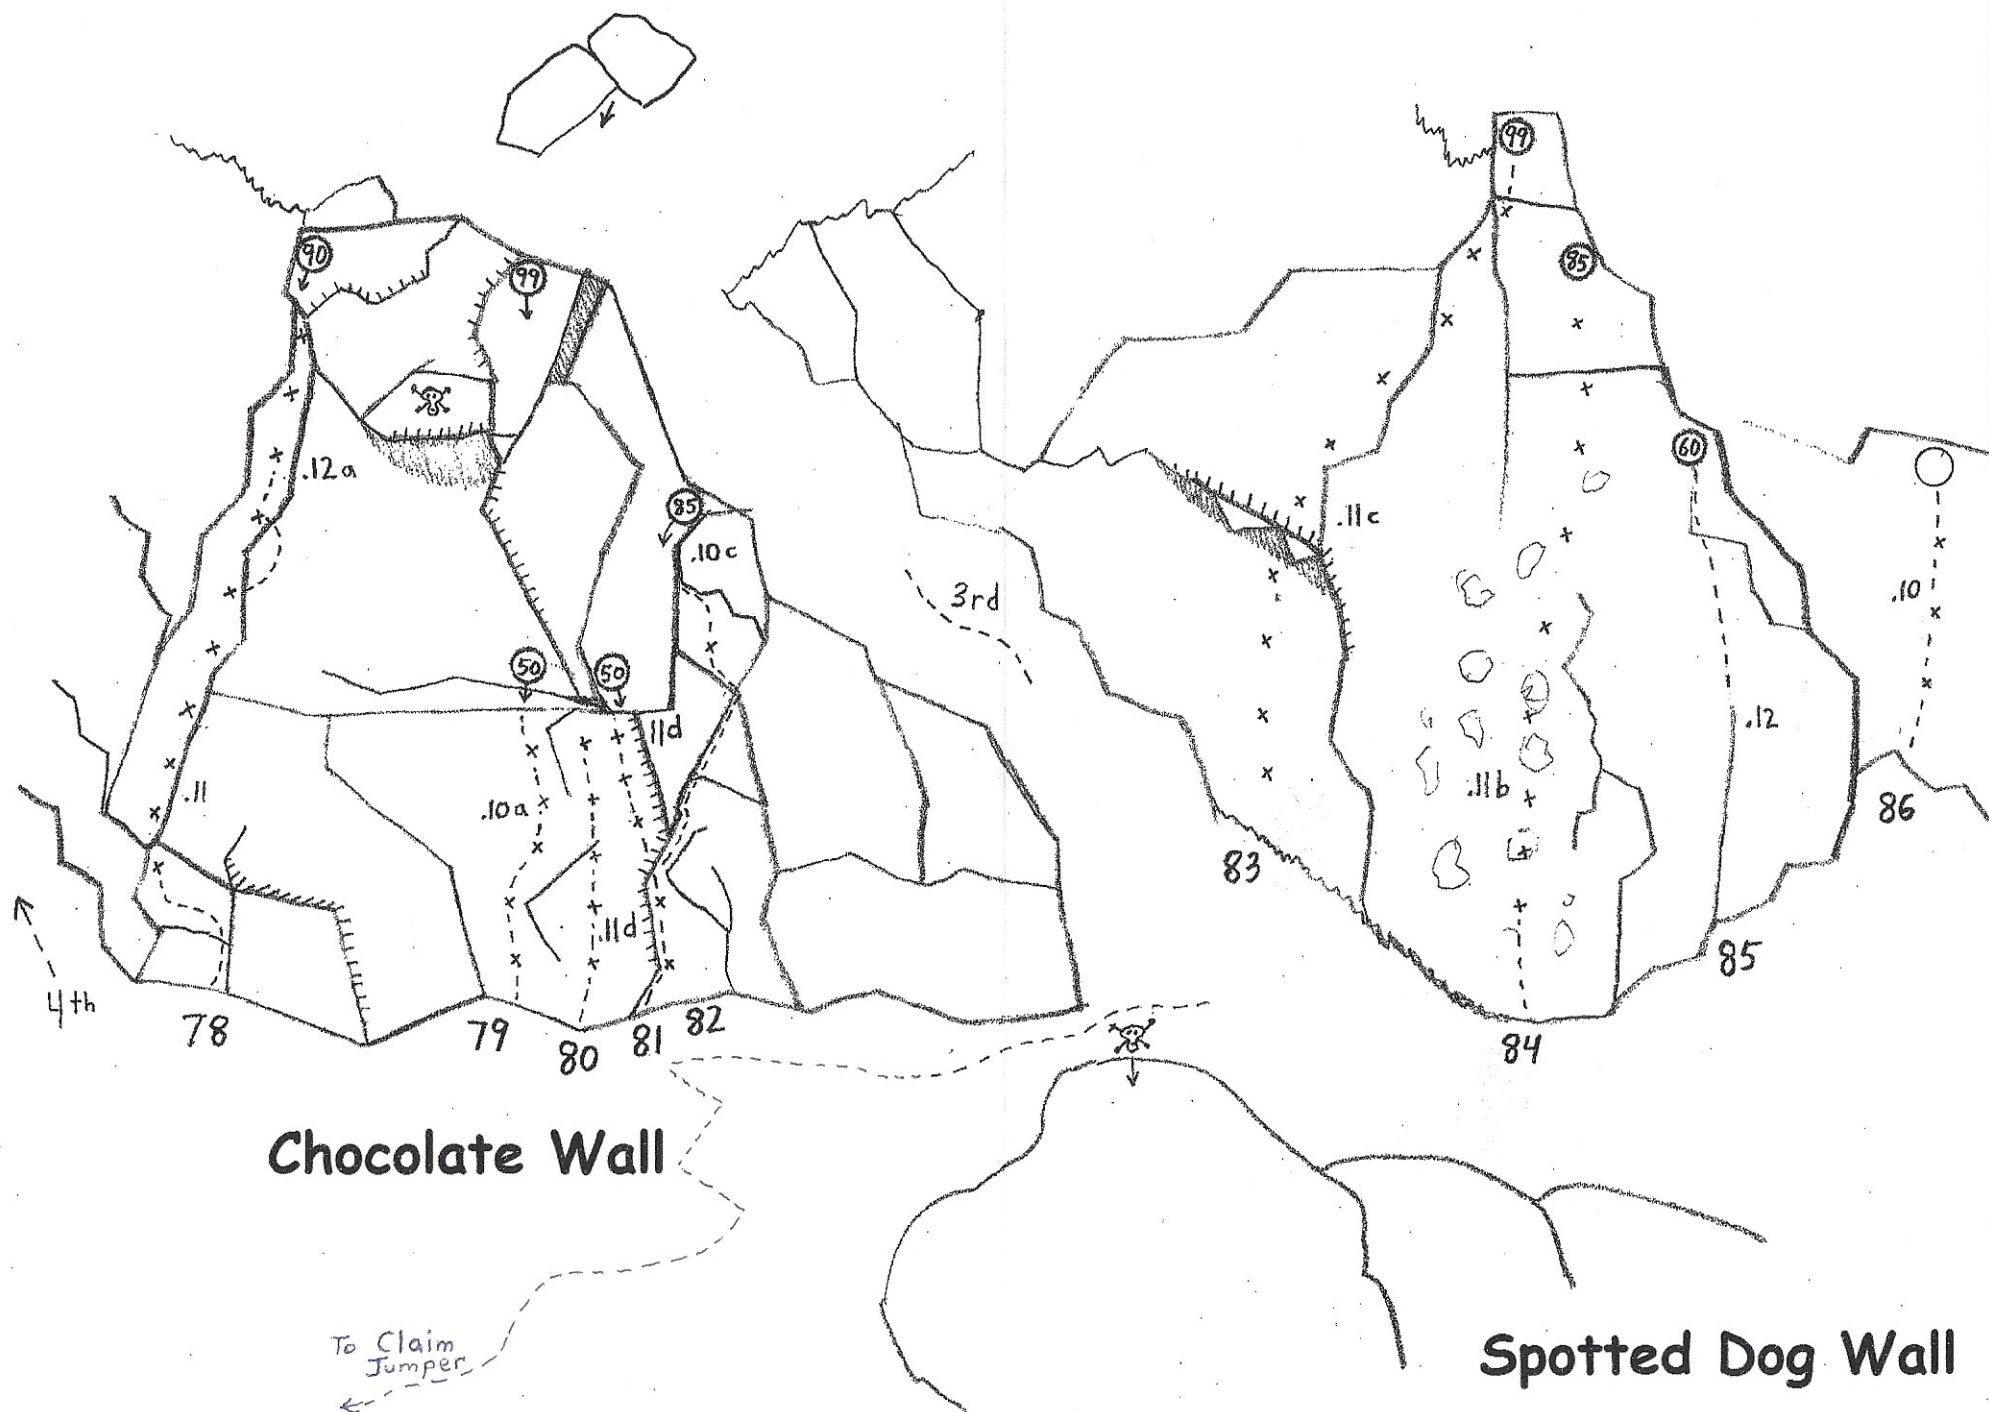 99
90
99
85
60
.12a
85
.11c
.10c
3rd
.10
50
50
.11d
.12
.11
.10a
.11b
86
83
.11d
85
4th
78
79
80
81
82
84
Chocolate Wall
To Claim
Jumper
Spotted Dog Wall